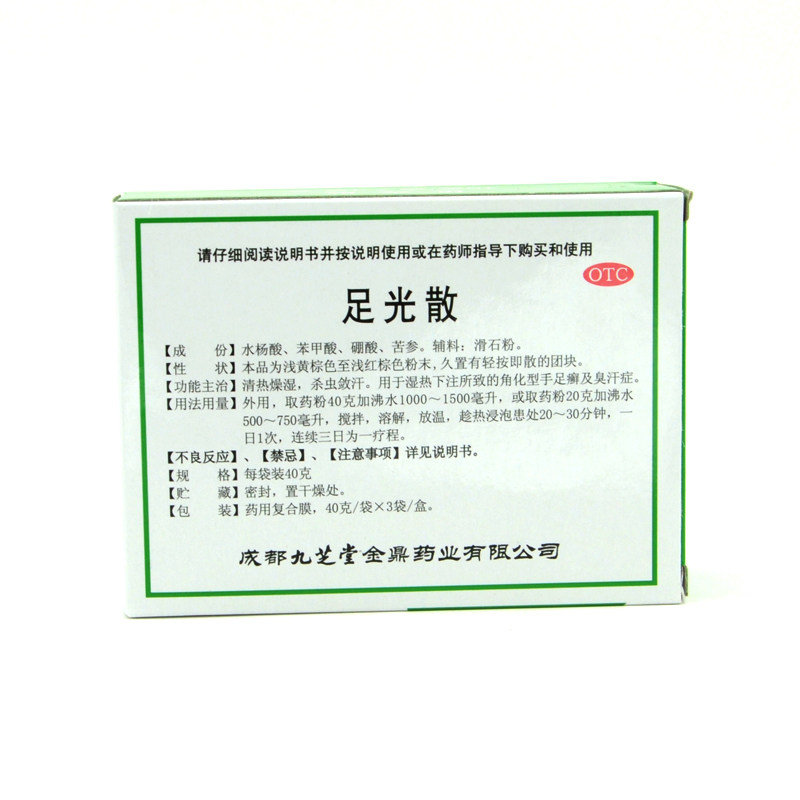 请仔细阅读说明书并按说明使用或在药师指导下购买和使用
OTC
足光散
【成　份】水杨酸、苯甲酸、硼酸、苦参。辅料：滑石粉。
【性　状】本品为浅黄棕色至浅红棕色粉末,久置有轻按即散的团块。
【功能主治】清热燥湿，杀虫敛汗。用于湿热下注所致的角化型手足癣及臭汗症。
【用法用量】外用，取药粉40克加沸水1000～1500毫升，或取药粉20克加沸水
500～750毫升，搅拌，溶解，放温，趁热浸泡患处20～30分钟，一
日1次，连续三日为一疗程。
【不良反应】、【禁忌】、【注意事项】详见说明书。
【规　格】每袋装40克
【贮　藏】密封，置干燥处。
【包　装】药用复合膜，40克/袋×3袋/盒。
成都九芝堂金鼎药业有限公司